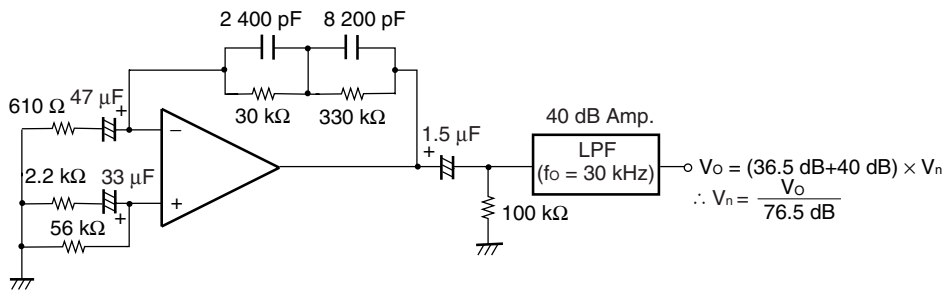 2 400 pF
8 200 pF
610 Ω
47 μF
+
30 kΩ
330 kΩ
−
1.5 μF
+
40 dB Amp.
LPF
(fO = 30 kHz)
VO = (36.5 dB+40 dB) × Vn
∴ Vn = VO
76.5 dB
2.2 kΩ
33 μF
+
+
100 kΩ
56 kΩ